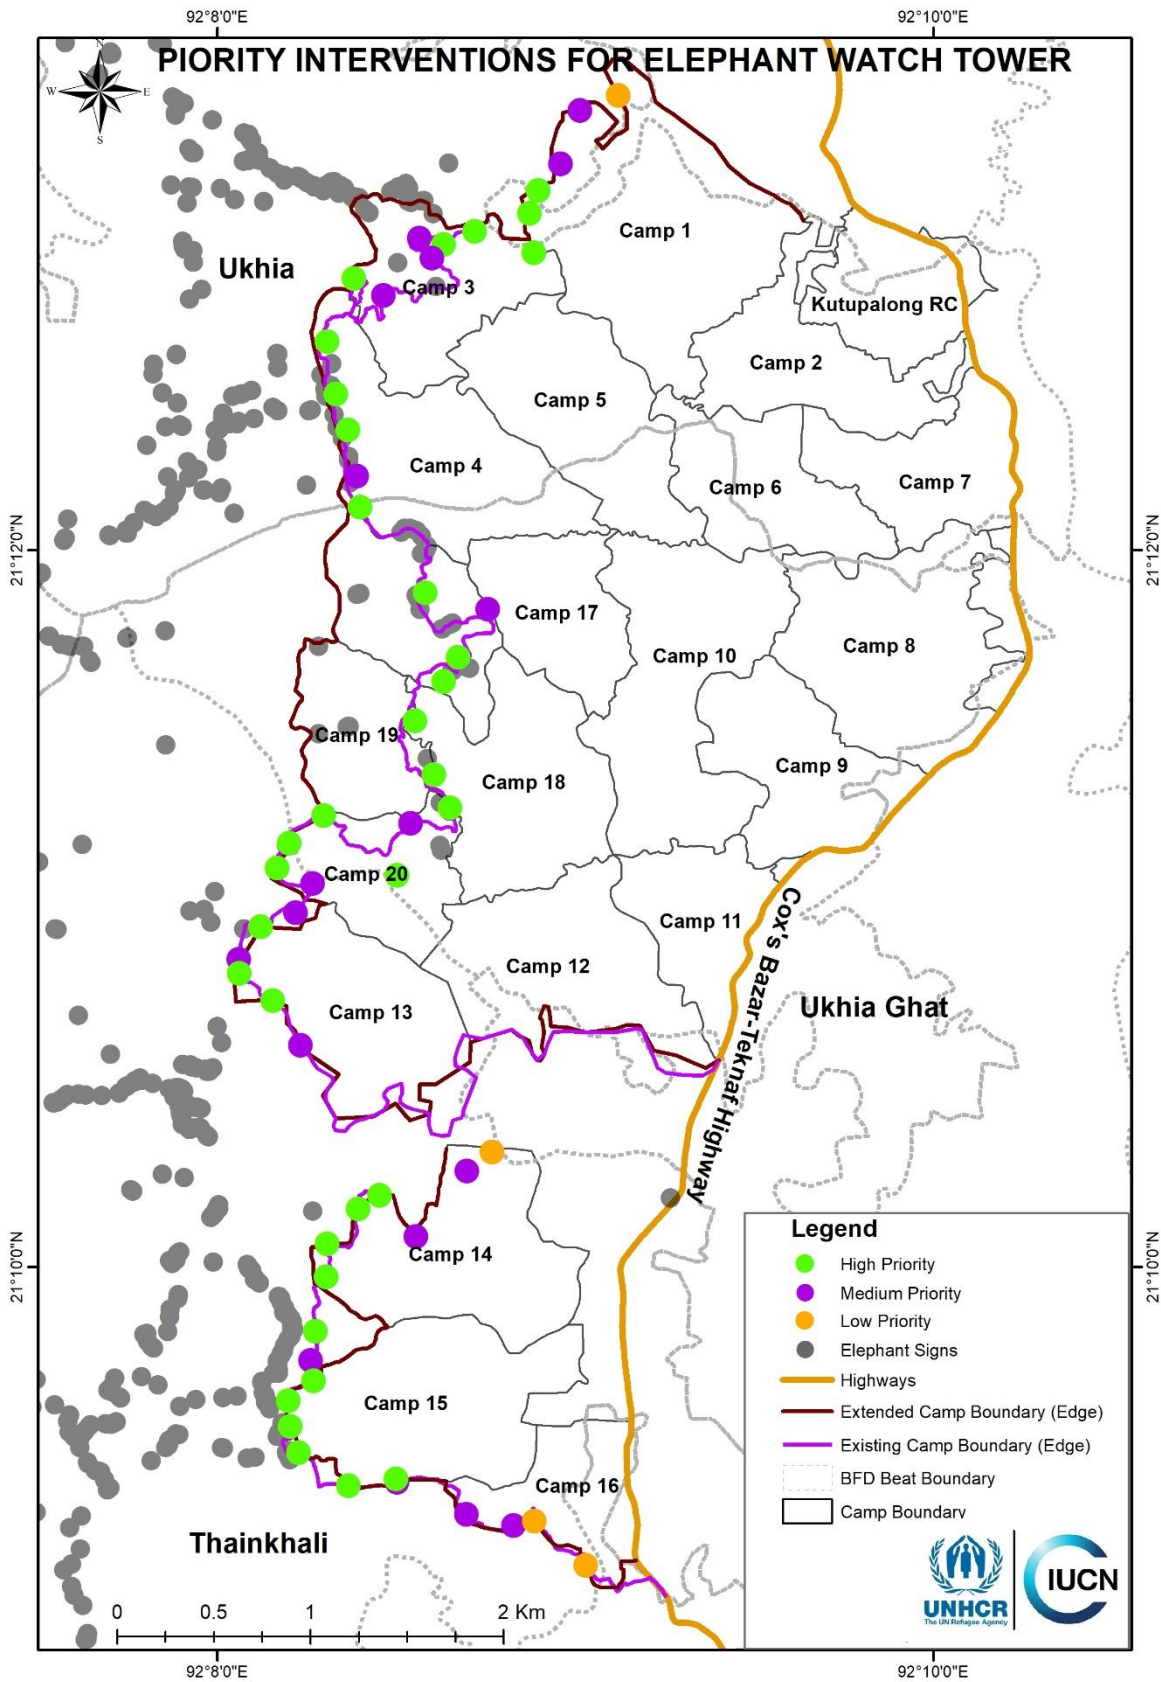 92°8'0"E
92°10'0"E
PIORITY INTERVENTIONS FOR ELEPHANT WATCH TOWER
N
W
E
S
Camp 1
Ukhia
Camp 3
Kutupalong RC
Camp 2
Camp 5
Camp 4
Camp 7
Camp 6
21°12'0"N
21°12'0"N
Camp 17
Camp 8
Camp 10
Camp 19
Camp 9
Camp 18
Camp 20
Camp 11
Camp 12
Cox's Bazar-Teknaf Highway
Ukhia Ghat
Camp 13
Camp 14
21°10'0"N
21°10'0"N
Camp 15
Camp 16
Thainkhali
Legend
High Priority
Medium Priority
Low Priority
Elephant Signs
Highways
Extended Camp Boundary (Edge)
Existing Camp Boundary (Edge)
BFD Beat Boundary
Camp Boundary
UNHCR
The UN Refugee Agency
IUCN
0 0.5 1 2 Km
92°8'0"E
92°10'0"E